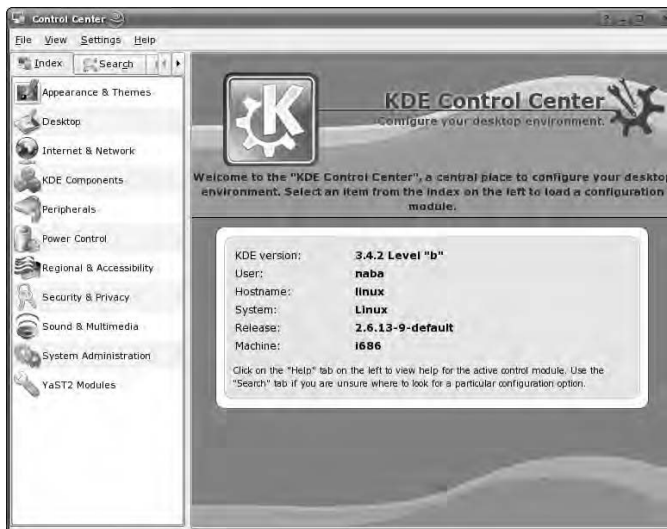 Control Center
File View Settings Help
Index Search
Appearance & Themes
Desktop
Internet & Network
KDE Components
Peripherals
Power Control
Regional & Accessibility
Security & Privacy
Sound & Multimedia
System Administration
YaST2 Modules
K
KDE Control Center
Configure your desktop environment.
Welcome to the "KDE Control Center", a central place to configure your desktop
environment. Select an item from the index on the left to load a configuration
module.
KDE version: 3.4.2 Level "b"
User: naba
Hostname: linux
System: Linux
Release: 2.6.13-9-default
Machine: i686
Click on the "Help" tab on the left to view help for the active control module. Use the
"Search" tab if you are unsure where to look for a particular configuration option.